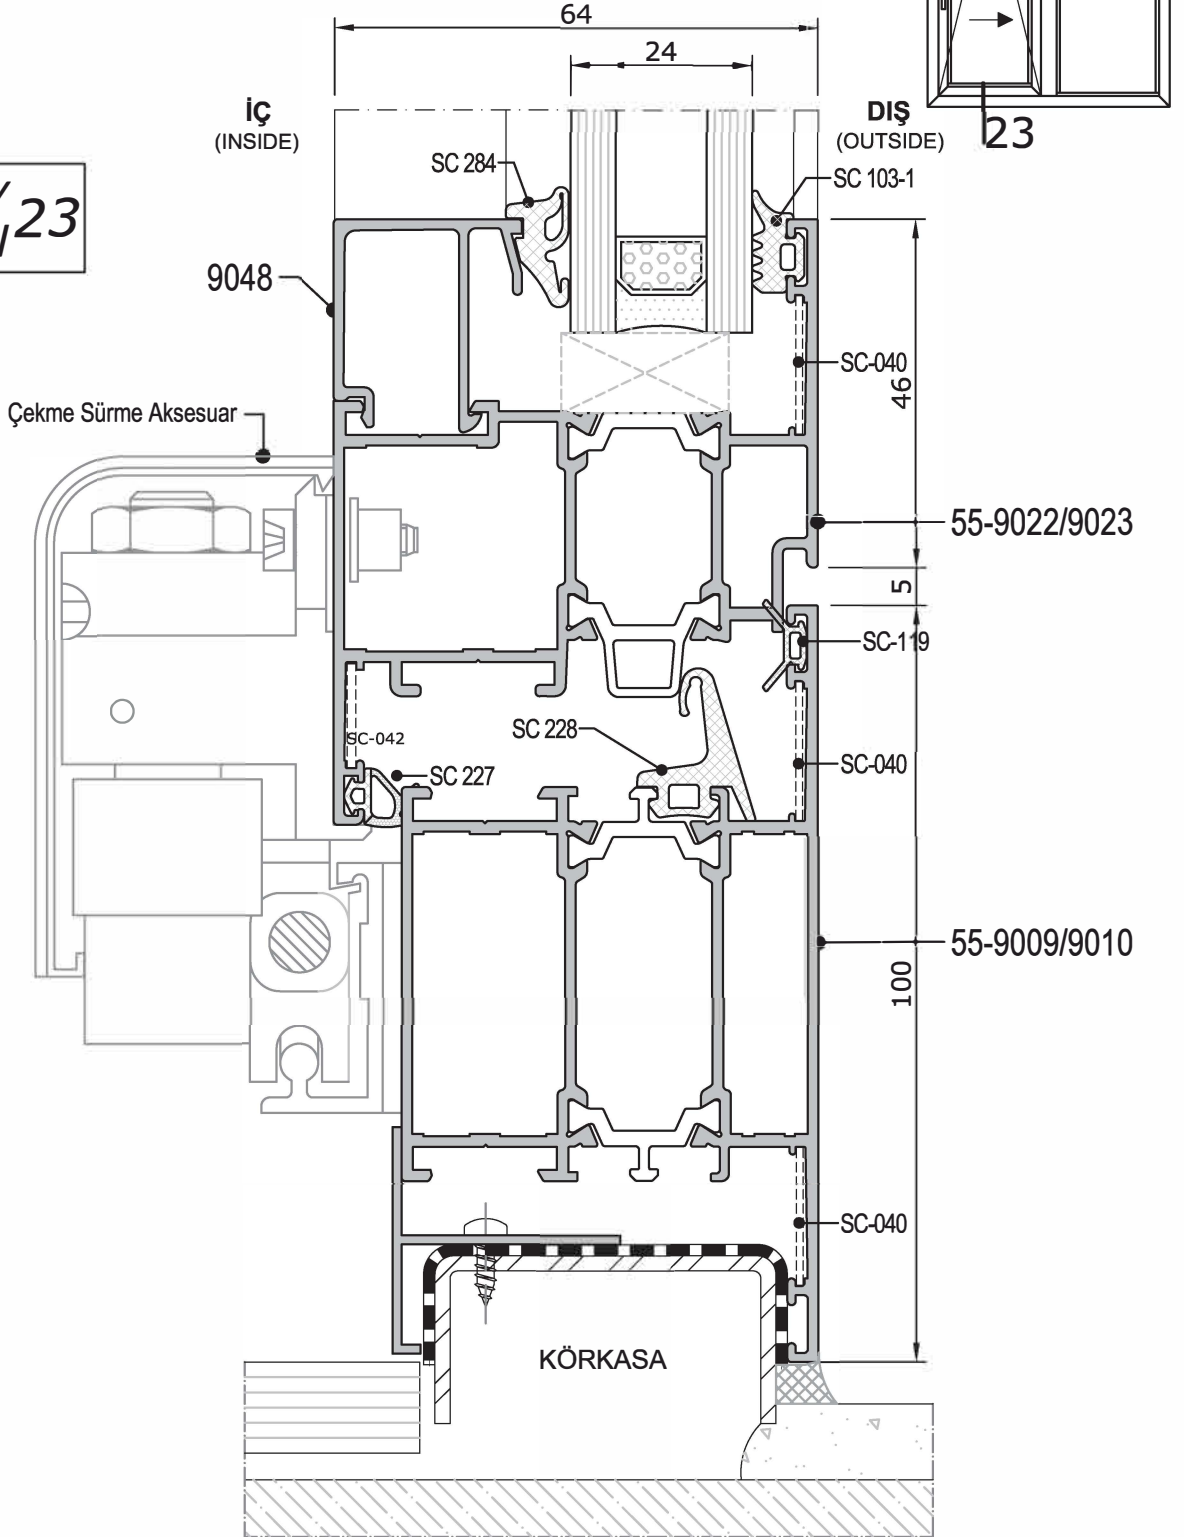 64
24
İÇ
(INSIDE)
DIŞ
(OUTSIDE)
23
SC 284
SC 103-1
23
9048
SC-040
46
Çekme Sürme Aksesuar
55-9022/9023
5
SC-119
SC-042
SC 228
SC 227
SC-040
55-9009/9010
100
SC-040
KÖRKASA